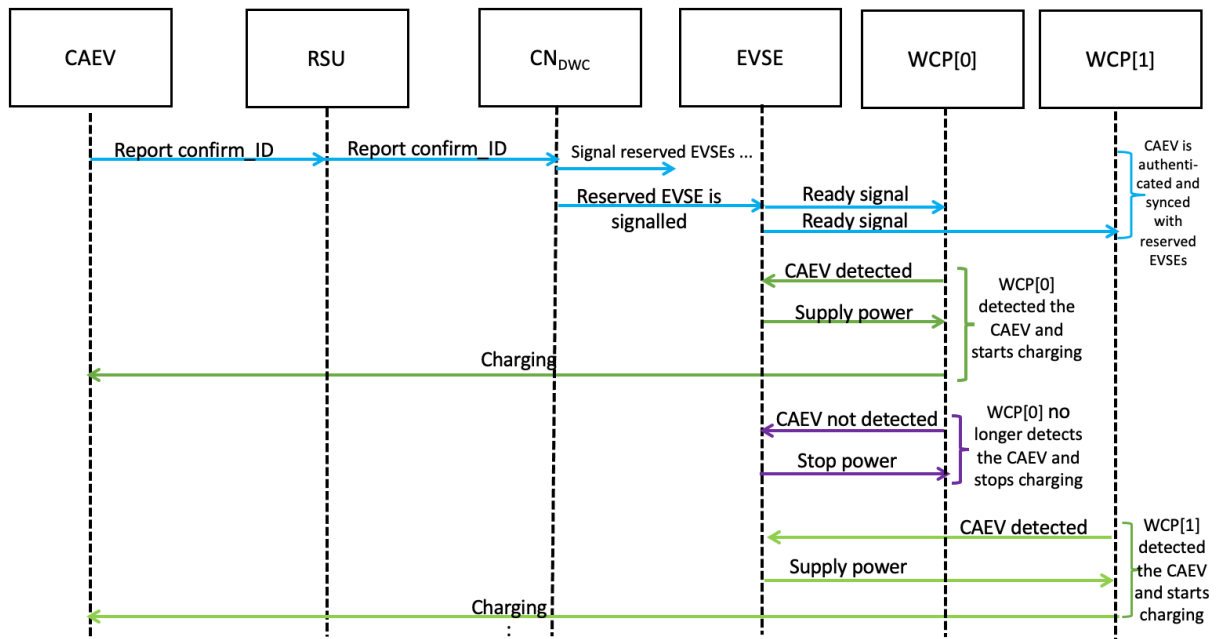 CAEV
RSU
CN_DWC
EVSE
WCP[0]
WCP[1]
Report confirm_ID
Report confirm_ID
Signal reserved EVSEs ...
Reserved EVSE is
signalled
Ready signal
Ready signal
CAEV is
authenti-
cated and
synced
with
reserved
EVSEs
CAEV detected
Supply power
Charging
WCP[0]
detected the
CAEV and
starts charging
CAEV not detected
Stop power
WCP[0] no
longer detects
the CAEV and
stops charging
CAEV detected
Supply power
Charging
:
WCP[1]
detected
the CAEV
and starts
charging